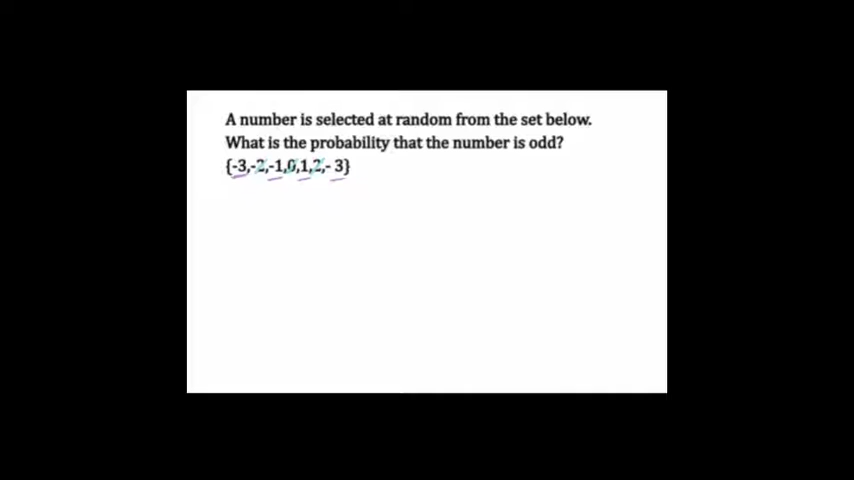 A number is selected at random from the set below.
What is the probability that the number is odd?
{-3,-2,-1,0,1,2,- 3}